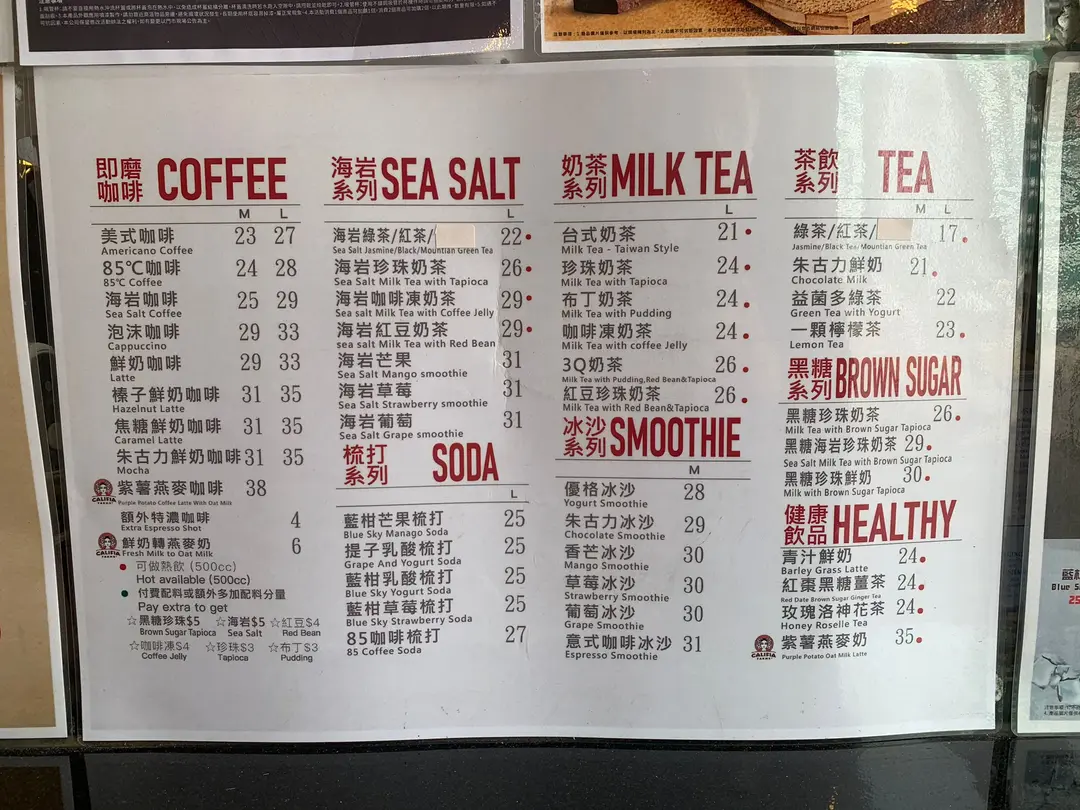 即磨咖啡 COFFEE
M L
美式咖啡 23 27
Americano Coffee
85℃咖啡 24 28
85℃ Coffee
海岩咖啡 25 29
Sea Salt Coffee
泡沫咖啡 29 33
Cappuccino
鮮奶咖啡 29 33
Latte
榛子鮮奶咖啡 31 35
Hazelnut Latte
焦糖鮮奶咖啡 31 35
Caramel Latte
朱古力鮮奶咖啡 31 35
Mocha
紫薯燕麥咖啡 38
Purple Potato Coffee Latte With Oat Milk
額外特濃咖啡 4
Extra Espresso Shot
鮮奶轉燕麥奶 6
Fresh Milk to Oat Milk
CALIFIA
CALIFIA
• 可做熱飲 (500cc)
Hot available (500cc)
• 付費配料或額外多加配料分量
Pay extra to get
☆黑糖珍珠$5 ☆海岩$5 ☆紅豆$4
Brown Sugar Tapioca Sea Salt Red Bean
☆咖啡凍$4 ☆珍珠$3 ☆布丁$3
Coffee Jelly Tapioca Pudding
海岩系列 SEA SALT
L
海岩綠茶/紅茶/ 22 •
Sea Salt Jasmine/Black/Mountian Green Tea
海岩珍珠奶茶 26 •
Sea Salt Milk Tea with Tapioca
海岩咖啡凍奶茶 29 •
Sea salt Milk Tea with Coffee Jelly
海岩紅豆奶茶 29 •
sea salt Milk Tea with Red Bean
海岩芒果 31
Sea Salt Mango smoothie
海岩草莓 31
Sea Salt Strawberry smoothie
海岩葡萄 31
Sea Salt Grape smoothie
梳打系列 SODA
L
藍柑芒果梳打 25
Blue Sky Manago Soda
提子乳酸梳打 25
Grape And Yogurt Soda
藍柑乳酸梳打 25
Blue Sky Yogurt Soda
藍柑草莓梳打 25
Blue Sky Strawberry Soda
85咖啡梳打 27
85 Coffee Soda
奶茶系列 MILK TEA
L
台式奶茶 21 •
Milk Tea - Taiwan Style
珍珠奶茶 24 •
Milk Tea with Tapioca
布丁奶茶 24 •
Milk Tea with Pudding
咖啡凍奶茶 24 •
Milk Tea with coffee Jelly
3Q奶茶 26 •
Milk Tea with Pudding,Red Bean&Tapioca
紅豆珍珠奶茶 26 •
Milk Tea with Red Bean&Tapioca
冰沙系列 SMOOTHIE
M
優格冰沙 28
Yogurt Smoothie
朱古力冰沙 29
Chocolate Smoothie
香芒冰沙 30
Mango Smoothie
草莓冰沙 30
Strawberry Smoothie
葡萄冰沙 30
Grape Smoothie
意式咖啡冰沙 31
Espresso Smoothie
茶飲系列 TEA
M L
綠茶/紅茶/ 17 •
Jasmine/Black Tea/Mountian Green Tea
朱古力鮮奶 21 •
Chocolate Milk
益菌多綠茶 22
Green Tea with Yogurt
一顆檸檬茶 23 •
Lemon Tea
黑糖系列 BROWN SUGAR
黑糖珍珠奶茶 26 •
Milk Tea with Brown Sugar Tapioca
黑糖海岩珍珠奶茶 29 •
Sea Salt Milk Tea with Brown Sugar Tapioca
黑糖珍珠鮮奶 30 •
Milk with Brown Sugar Tapioca
健康飲品 HEALTHY
青汁鮮奶 24 •
Barley Grass Latte
紅棗黑糖薑茶 24 •
Red Date Brown Sugar Ginger Tea
玫瑰洛神花茶 24 •
Honey Roselle Tea
紫薯燕麥奶 35 •
Purple Potato Oat Milk Latte
CALIFIA